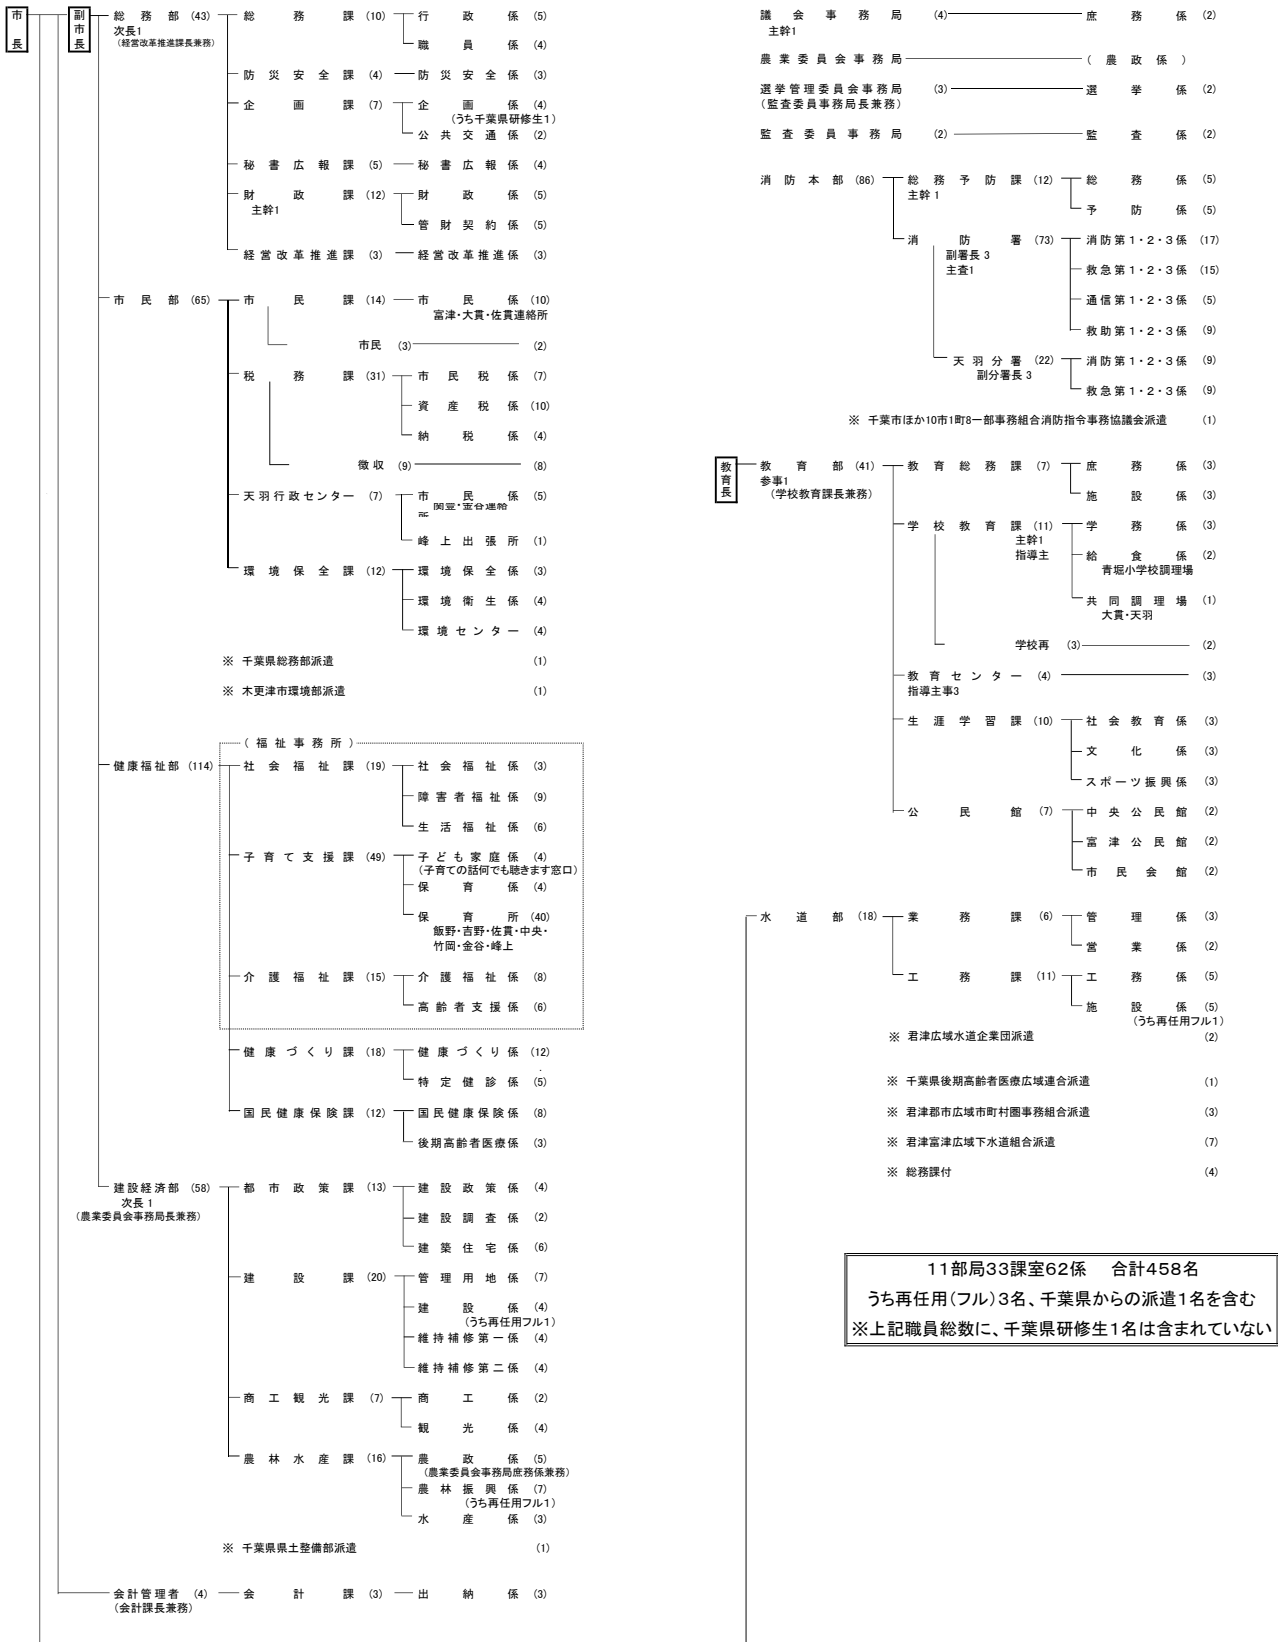 市長
副市長
総務部 (43) 総務課 (10) 行政係 (5)
次長1
(経営改革推進課長兼務)
職員係 (4)
防災安全課 (4) 防災安全係 (3)
企画課 (7) 企画係 (4)
(うち千葉県研修生1)
公共交通係 (2)
秘書広報課 (5) 秘書広報係 (4)
財政課 (12) 財政係 (5)
主幹1
管財契約係 (5)
経営改革推進課 (3) 経営改革推進係 (3)
市民部 (65) 市民課 (14) 市民係 (10)
富津・大貫・佐貫連絡所
市民 (3) (2)
税務課 (31) 市民税係 (7)
資産税係 (10)
納税係 (4)
徴収 (9) (8)
天羽行政センター (7) 市民係 (5)
関豊・金谷連絡
所
峰上出張所 (1)
環境保全課 (12) 環境保全係 (3)
環境衛生係 (4)
環境センター (4)
※ 千葉県総務部派遣 (1)
※ 木更津市環境部派遣 (1)
(福祉事務所)
健康福祉部 (114) 社会福祉課 (19) 社会福祉係 (3)
障害者福祉係 (9)
生活福祉係 (6)
子育て支援課 (49) 子ども家庭係 (4)
(子育ての話何でも聴きます窓口)
保育係 (4)
保育所 (40)
飯野・吉野・佐貫・中央・
竹岡・金谷・峰上
介護福祉課 (15) 介護福祉係 (8)
高齢者支援係 (6)
健康づくり課 (18) 健康づくり係 (12)
特定健診係 (5)
国民健康保険課 (12) 国民健康保険係 (8)
後期高齢者医療係 (3)
建設経済部 (58) 都市政策課 (13) 建設政策係 (4)
次長1
(農業委員会事務局長兼務)
建設調査係 (2)
建築住宅係 (6)
建設課 (20) 管理用地係 (7)
建設係 (4)
(うち再任用フル1)
維持補修第一係 (4)
維持補修第二係 (4)
商工観光課 (7) 商工係 (2)
観光係 (4)
農林水産課 (16) 農政係 (5)
(農業委員会事務局庶務係兼務)
農林振興係 (7)
(うち再任用フル1)
水産係 (3)
※ 千葉県県土整備部派遣 (1)
会計管理者 (4) 会計課 (3) 出納係 (3)
(会計課長兼務)
議会事務局 (4) 庶務係 (2)
主幹1
農業委員会事務局 (農政係)
選挙管理委員会事務局 (3) 選挙係 (2)
(監査委員事務局長兼務)
監査委員事務局 (2) 監査係 (2)
消防本部 (86) 総務予防課 (12) 総務係 (5)
主幹1
予防係 (5)
消防署 (73) 消防第1・2・3係 (17)
副署長3
主査1
救急第1・2・3係 (15)
通信第1・2・3係 (5)
救助第1・2・3係 (9)
天羽分署 (22) 消防第1・2・3係 (9)
副分署長3
救急第1・2・3係 (9)
※ 千葉市ほか10市1町8一部事務組合消防指令事務協議会派遣 (1)
教育長
教育部 (41) 教育総務課 (7) 庶務係 (3)
参事1
(学校教育課長兼務)
施設係 (3)
学校教育課 (11) 学務係 (3)
主幹1
指導主
給食係 (2)
青堀小学校調理場
共同調理場 (1)
大貫・天羽
学校再 (3) (2)
教育センター (4) (3)
指導主事3
生涯学習課 (10) 社会教育係 (3)
文化係 (3)
スポーツ振興係 (3)
公民館 (7) 中央公民館 (2)
富津公民館 (2)
市民会館 (2)
水道部 (18) 業務課 (6) 管理係 (3)
営業係 (2)
工務課 (11) 工務係 (5)
施設係 (5)
(うち再任用フル1)
※ 君津広域水道企業団派遣 (2)
※ 千葉県後期高齢者医療広域連合派遣 (1)
※ 君津郡市広域市町村圏事務組合派遣 (3)
※ 君津富津広域下水道組合派遣 (7)
※ 総務課付 (4)
11部局33課室62係 合計458名
うち再任用(フル)3名、千葉県からの派遣1名を含む
※上記職員総数に、千葉県研修生1名は含まれていない